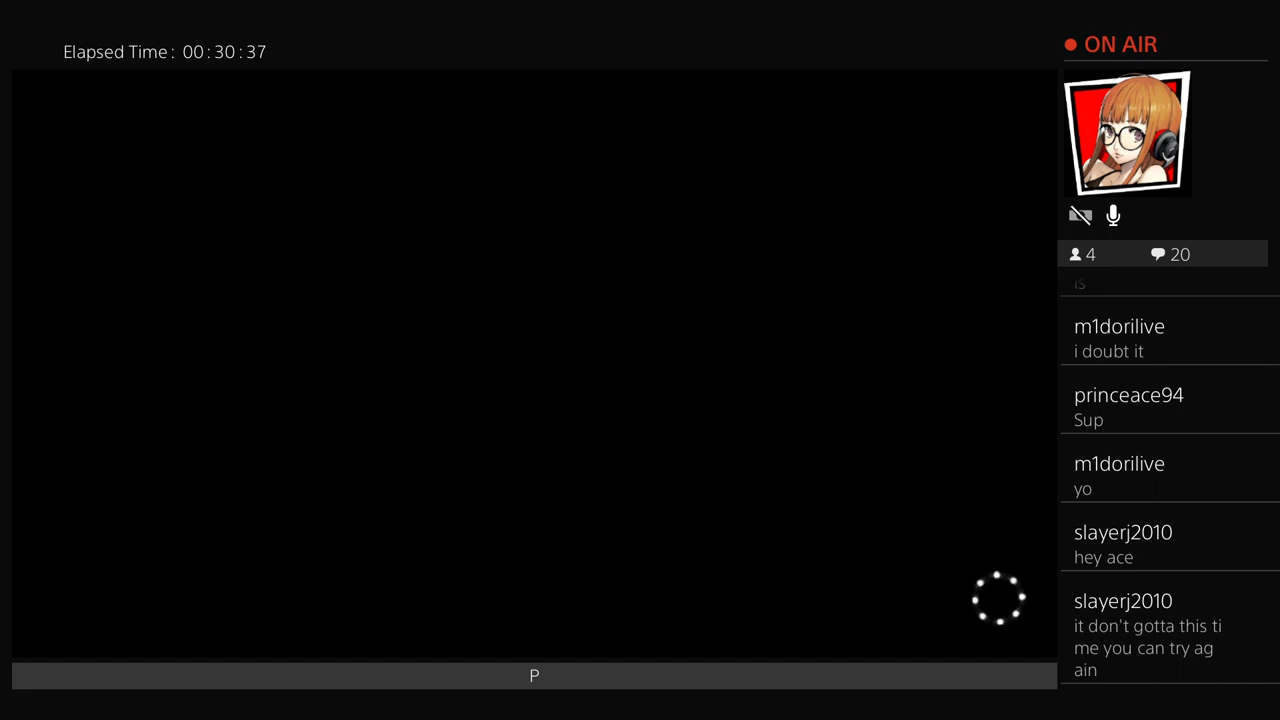 Elapsed Time: 00:30:37
ON AIR
4 20
is
m1dorilive
i doubt it
princeace94
Sup
m1dorilive
yo
slayerj2010
hey ace
slayerj2010
it don't gotta this ti
me you can try ag
ain
P